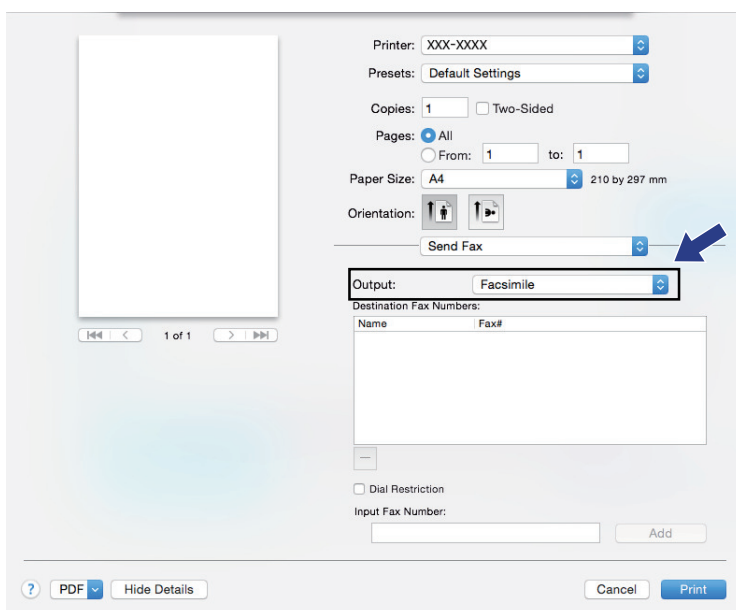 Printer: XXX-XXXX
Presets: Default Settings
Copies: 1 Two-Sided
Pages: All
From: 1 to: 1
Paper Size: A4 210 by 297 mm
Orientation:
Send Fax
Output: Facsimile
Destination Fax Numbers:
Name Fax#
1 of 1
Dial Restriction
Input Fax Number:
Add
? PDF Hide Details Cancel Print